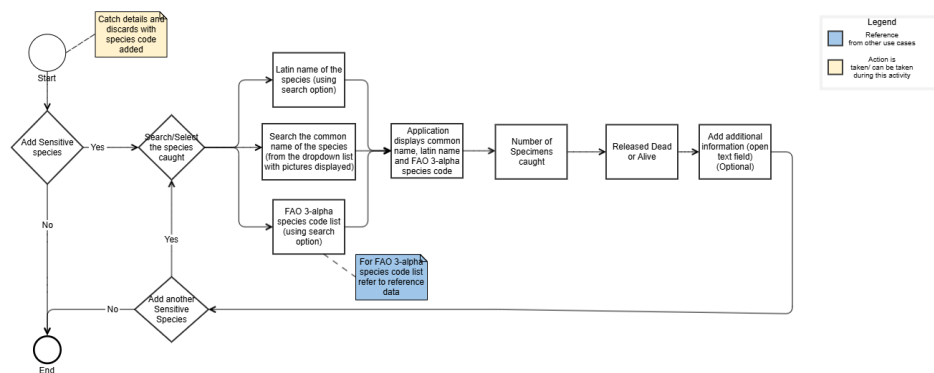 Catch details and
discards with
species code
added
Start
Add Sensitive
species
Yes
No
Search/Select
the species
caught
Latin name of the
species (using
search option)
Search the common
name of the species
(from the dropdown list
with pictures displayed)
FAO 3-alpha
species code list
(using search
option)
For FAO 3-alpha
species code list
refer to reference
data
Application
displays common
name, latin name
and FAO 3-alpha
species code
Number of
Specimens
caught
Released Dead
or Alive
Add additional
information (open
text field)
(Optional)
Yes
Add another
Sensitive
Species
No
End
Legend
Reference
from other use cases
Action is
taken/ can be taken
during this activity